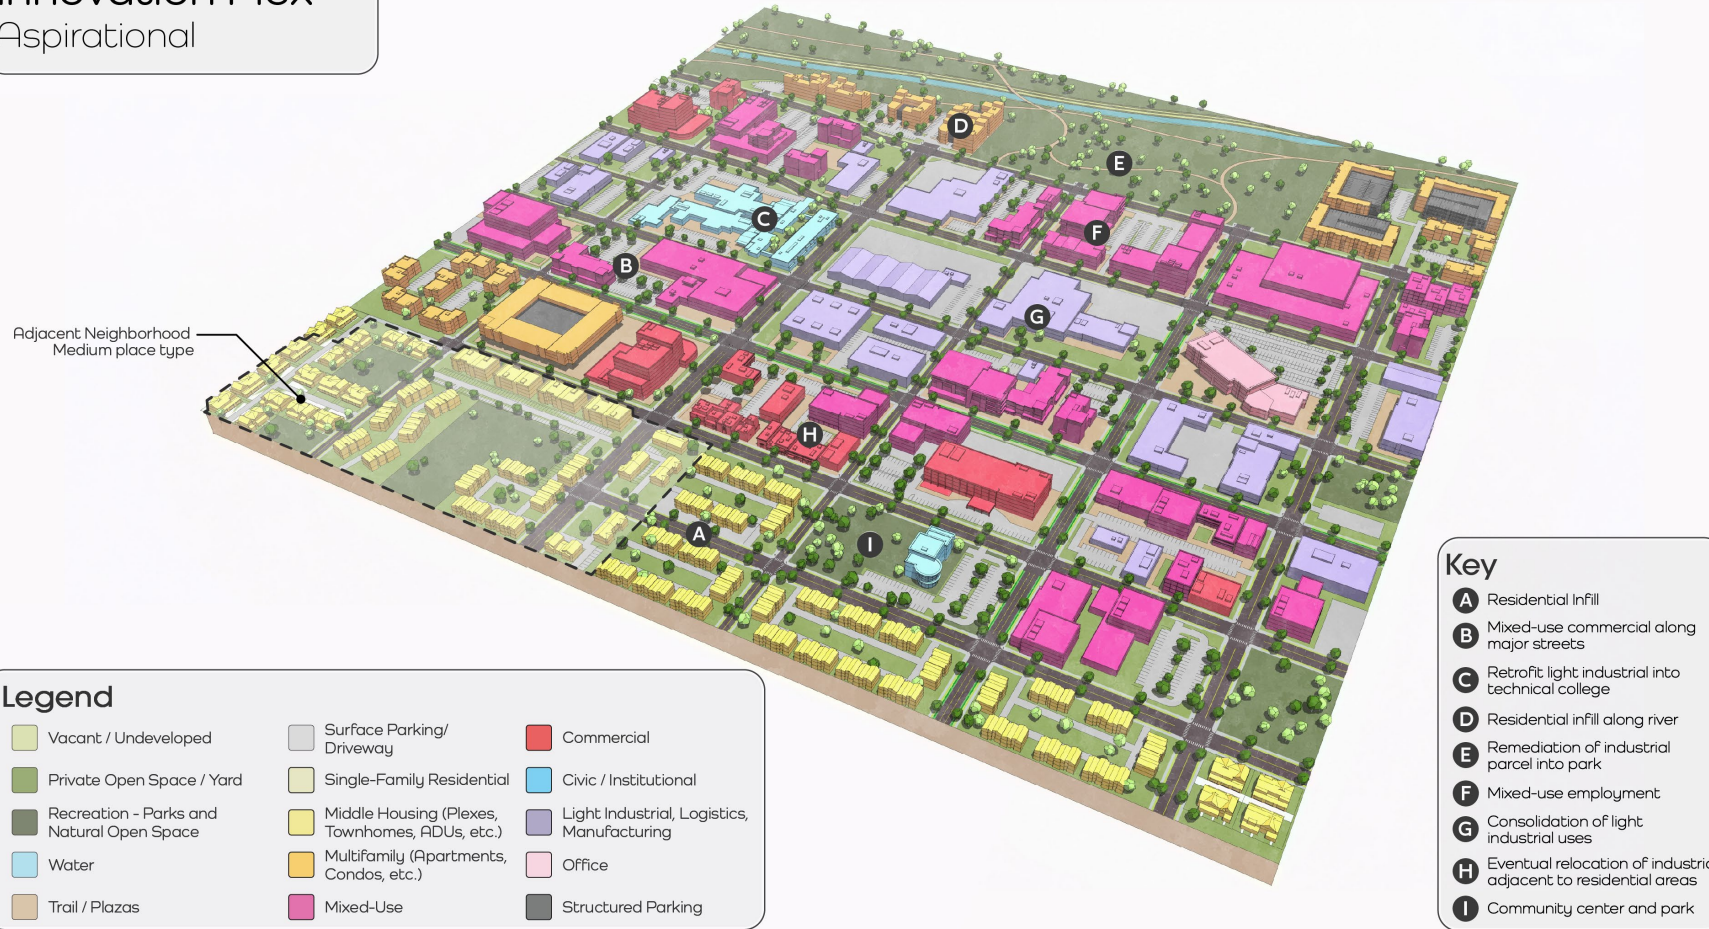 Aspirational
Adjacent Neighborhood
Medium place type
D
E
C
F
B
G
H
A
I
Legend
Vacant / Undeveloped
Private Open Space / Yard
Recreation - Parks and
Natural Open Space
Water
Trail / Plazas
Surface Parking/
Driveway
Single-Family Residential
Middle Housing (Plexes,
Townhomes, ADUs, etc.)
Multifamily (Apartments,
Condos, etc.)
Mixed-Use
Commercial
Civic / Institutional
Light Industrial, Logistics,
Manufacturing
Office
Structured Parking
Key
A Residential Infill
B Mixed-use commercial along
major streets
C Retrofit light industrial into
technical college
D Residential infill along river
E Remediation of industrial
parcel into park
F Mixed-use employment
G Consolidation of light
industrial uses
H Eventual relocation of
adjacent to residential areas
I Community center and park